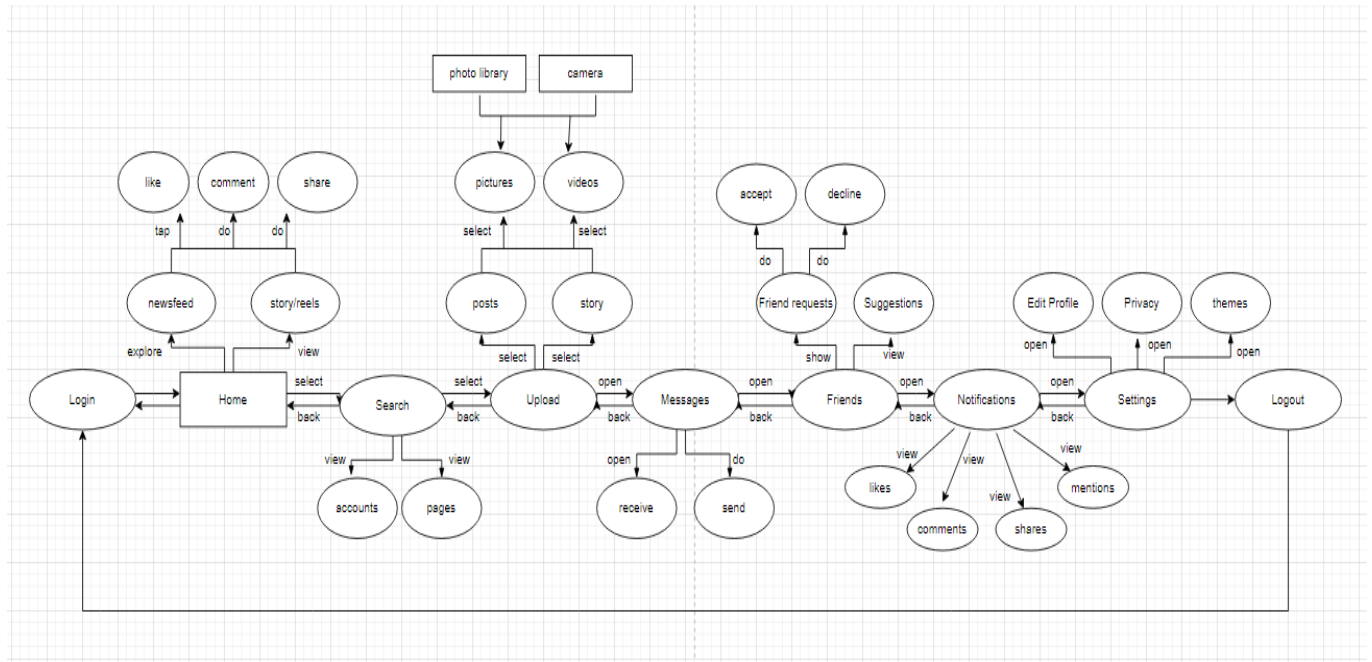 photo library
camera
like
comment
share
pictures
videos
accept
decline
tap
do
do
select
select
do
do
newsfeed
story/reels
posts
story
Friend requests
Suggestions
Edit Profile
Privacy
themes
explore
view
select
select
show
view
open
open
open
Login
Home
select
back
Search
select
back
Upload
open
back
Messages
open
back
Friends
open
back
Notifications
open
back
Settings
Logout
view
view
open
do
view
view
view
accounts
pages
receive
send
likes
mentions
comments
shares